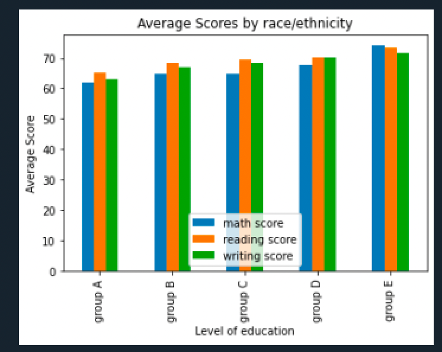 Average Scores by race/ethnicity
70
60
50
40
30
20
10
0
Average Score
math score
reading score
writing score
group A
group B
group C
group D
group E
Level of education